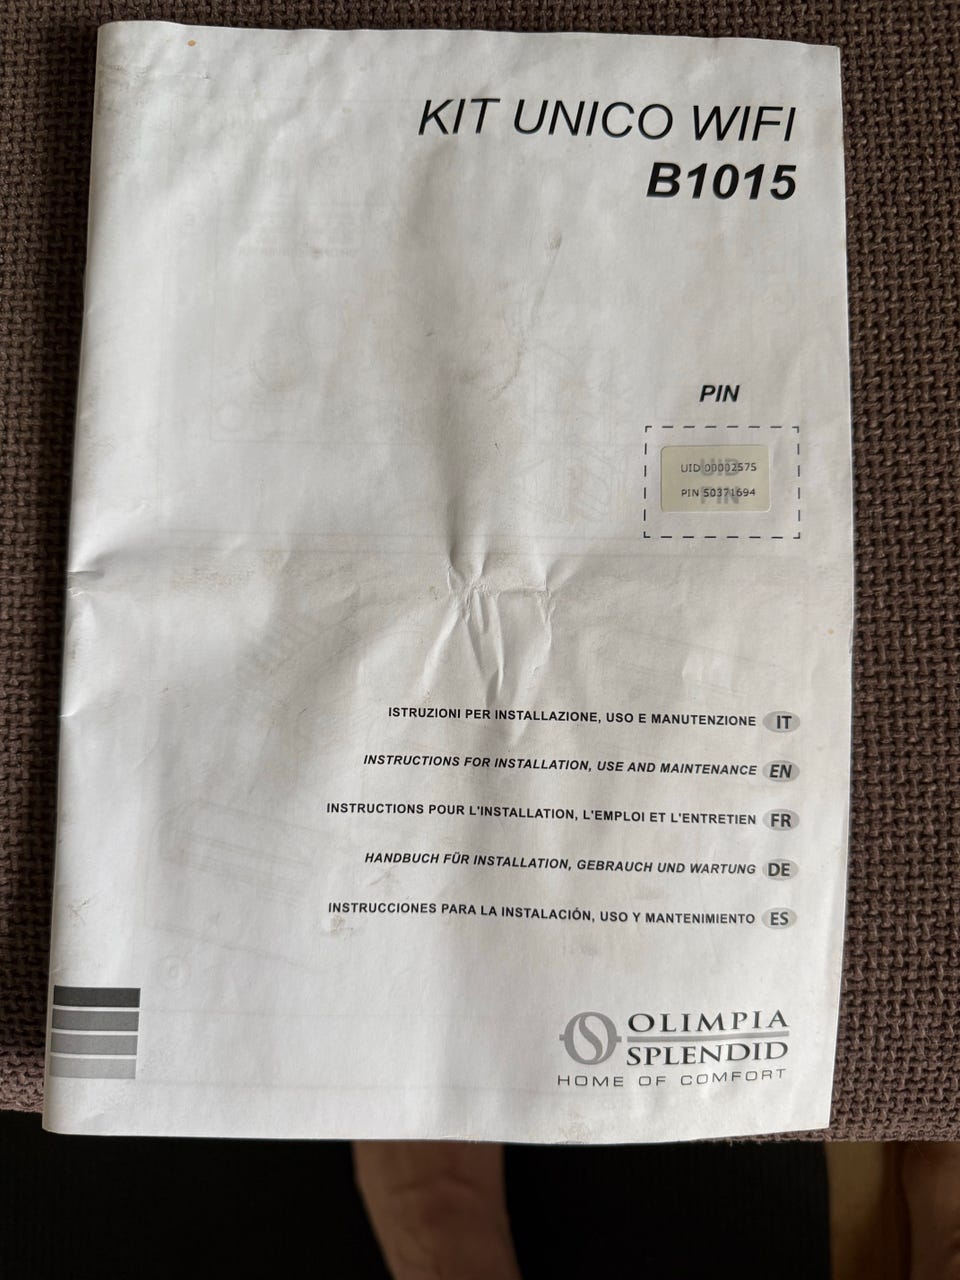 KIT UNICO WIFI
B1015
PIN
UID
UID 00002575
PIN
PIN 50371694
ISTRUZIONI PER INSTALLAZIONE, USO E MANUTENZIONE IT
INSTRUCTIONS FOR INSTALLATION, USE AND MAINTENANCE EN
INSTRUCTIONS POUR L'INSTALLATION, L'EMPLOI ET L'ENTRETIEN FR
HANDBUCH FÜR INSTALLATION, GEBRAUCH UND WARTUNG DE
INSTRUCCIONES PARA LA INSTALACIÓN, USO Y MANTENIMIENTO ES
OLIMPIA
SPLENDID
HOME OF COMFORT